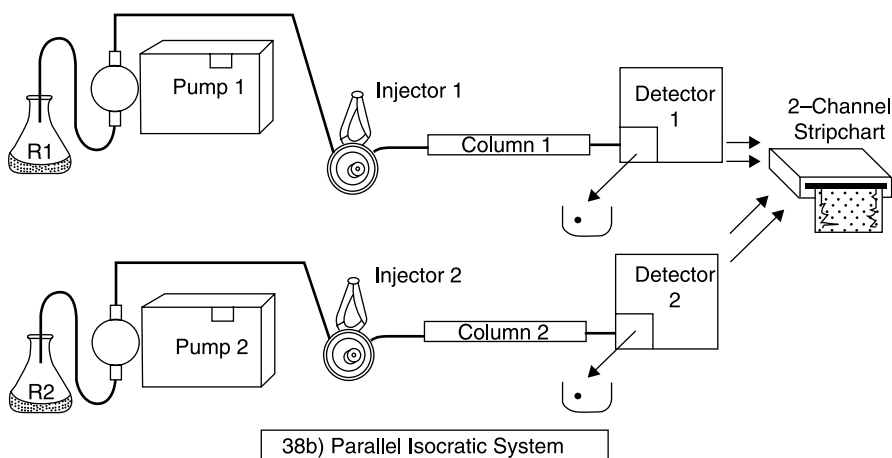 Pump 1
R1
Injector 1
Column 1
Detector
1
2–Channel
Stripchart
Pump 2
R2
Injector 2
Column 2
Detector
2
38b) Parallel Isocratic System